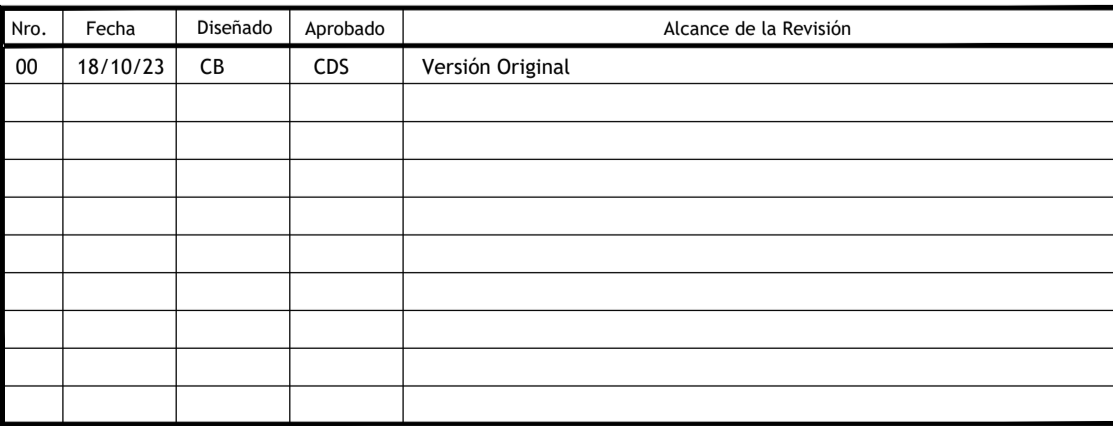 Nro. Fecha Diseñado Aprobado Alcance de la Revisión
00 18/10/23 CB CDS Versión Original